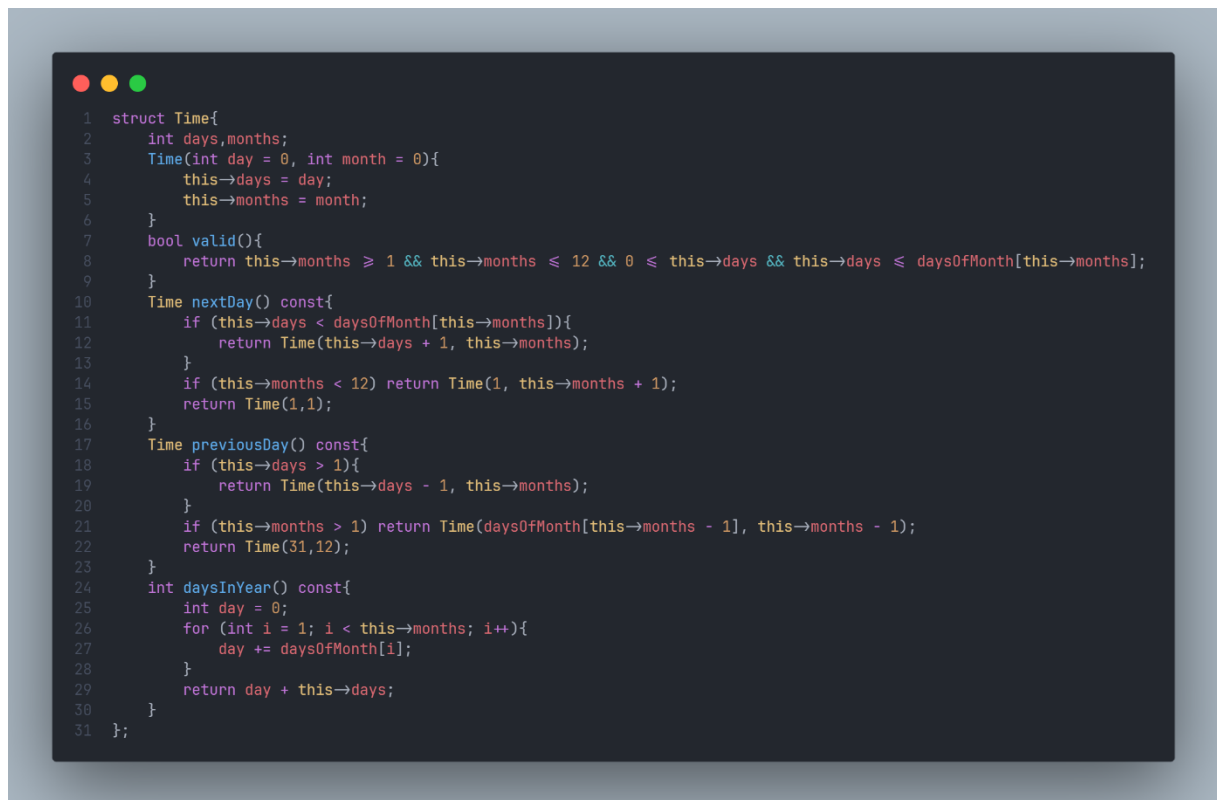 1 struct Time{
2     int days,months;
3     Time(int day = 0, int month = 0){
4         this->days = day;
5         this->months = month;
6     }
7     bool valid(){
8         return this->months >= 1 && this->months <= 12 && 0 <= this->days && this->days <= daysOfMonth[this->months];
9     }
10     Time nextDay() const{
11         if (this->days < daysOfMonth[this->months]){
12             return Time(this->days + 1, this->months);
13         }
14         if (this->months < 12) return Time(1, this->months + 1);
15         return Time(1,1);
16     }
17     Time previousDay() const{
18         if (this->days > 1){
19             return Time(this->days - 1, this->months);
20         }
21         if (this->months > 1) return Time(daysOfMonth[this->months - 1], this->months - 1);
22         return Time(31,12);
23     }
24     int daysInYear() const{
25         int day = 0;
26         for (int i = 1; i < this->months; i++){
27             day += daysOfMonth[i];
28         }
29         return day + this->days;
30     }
31 };